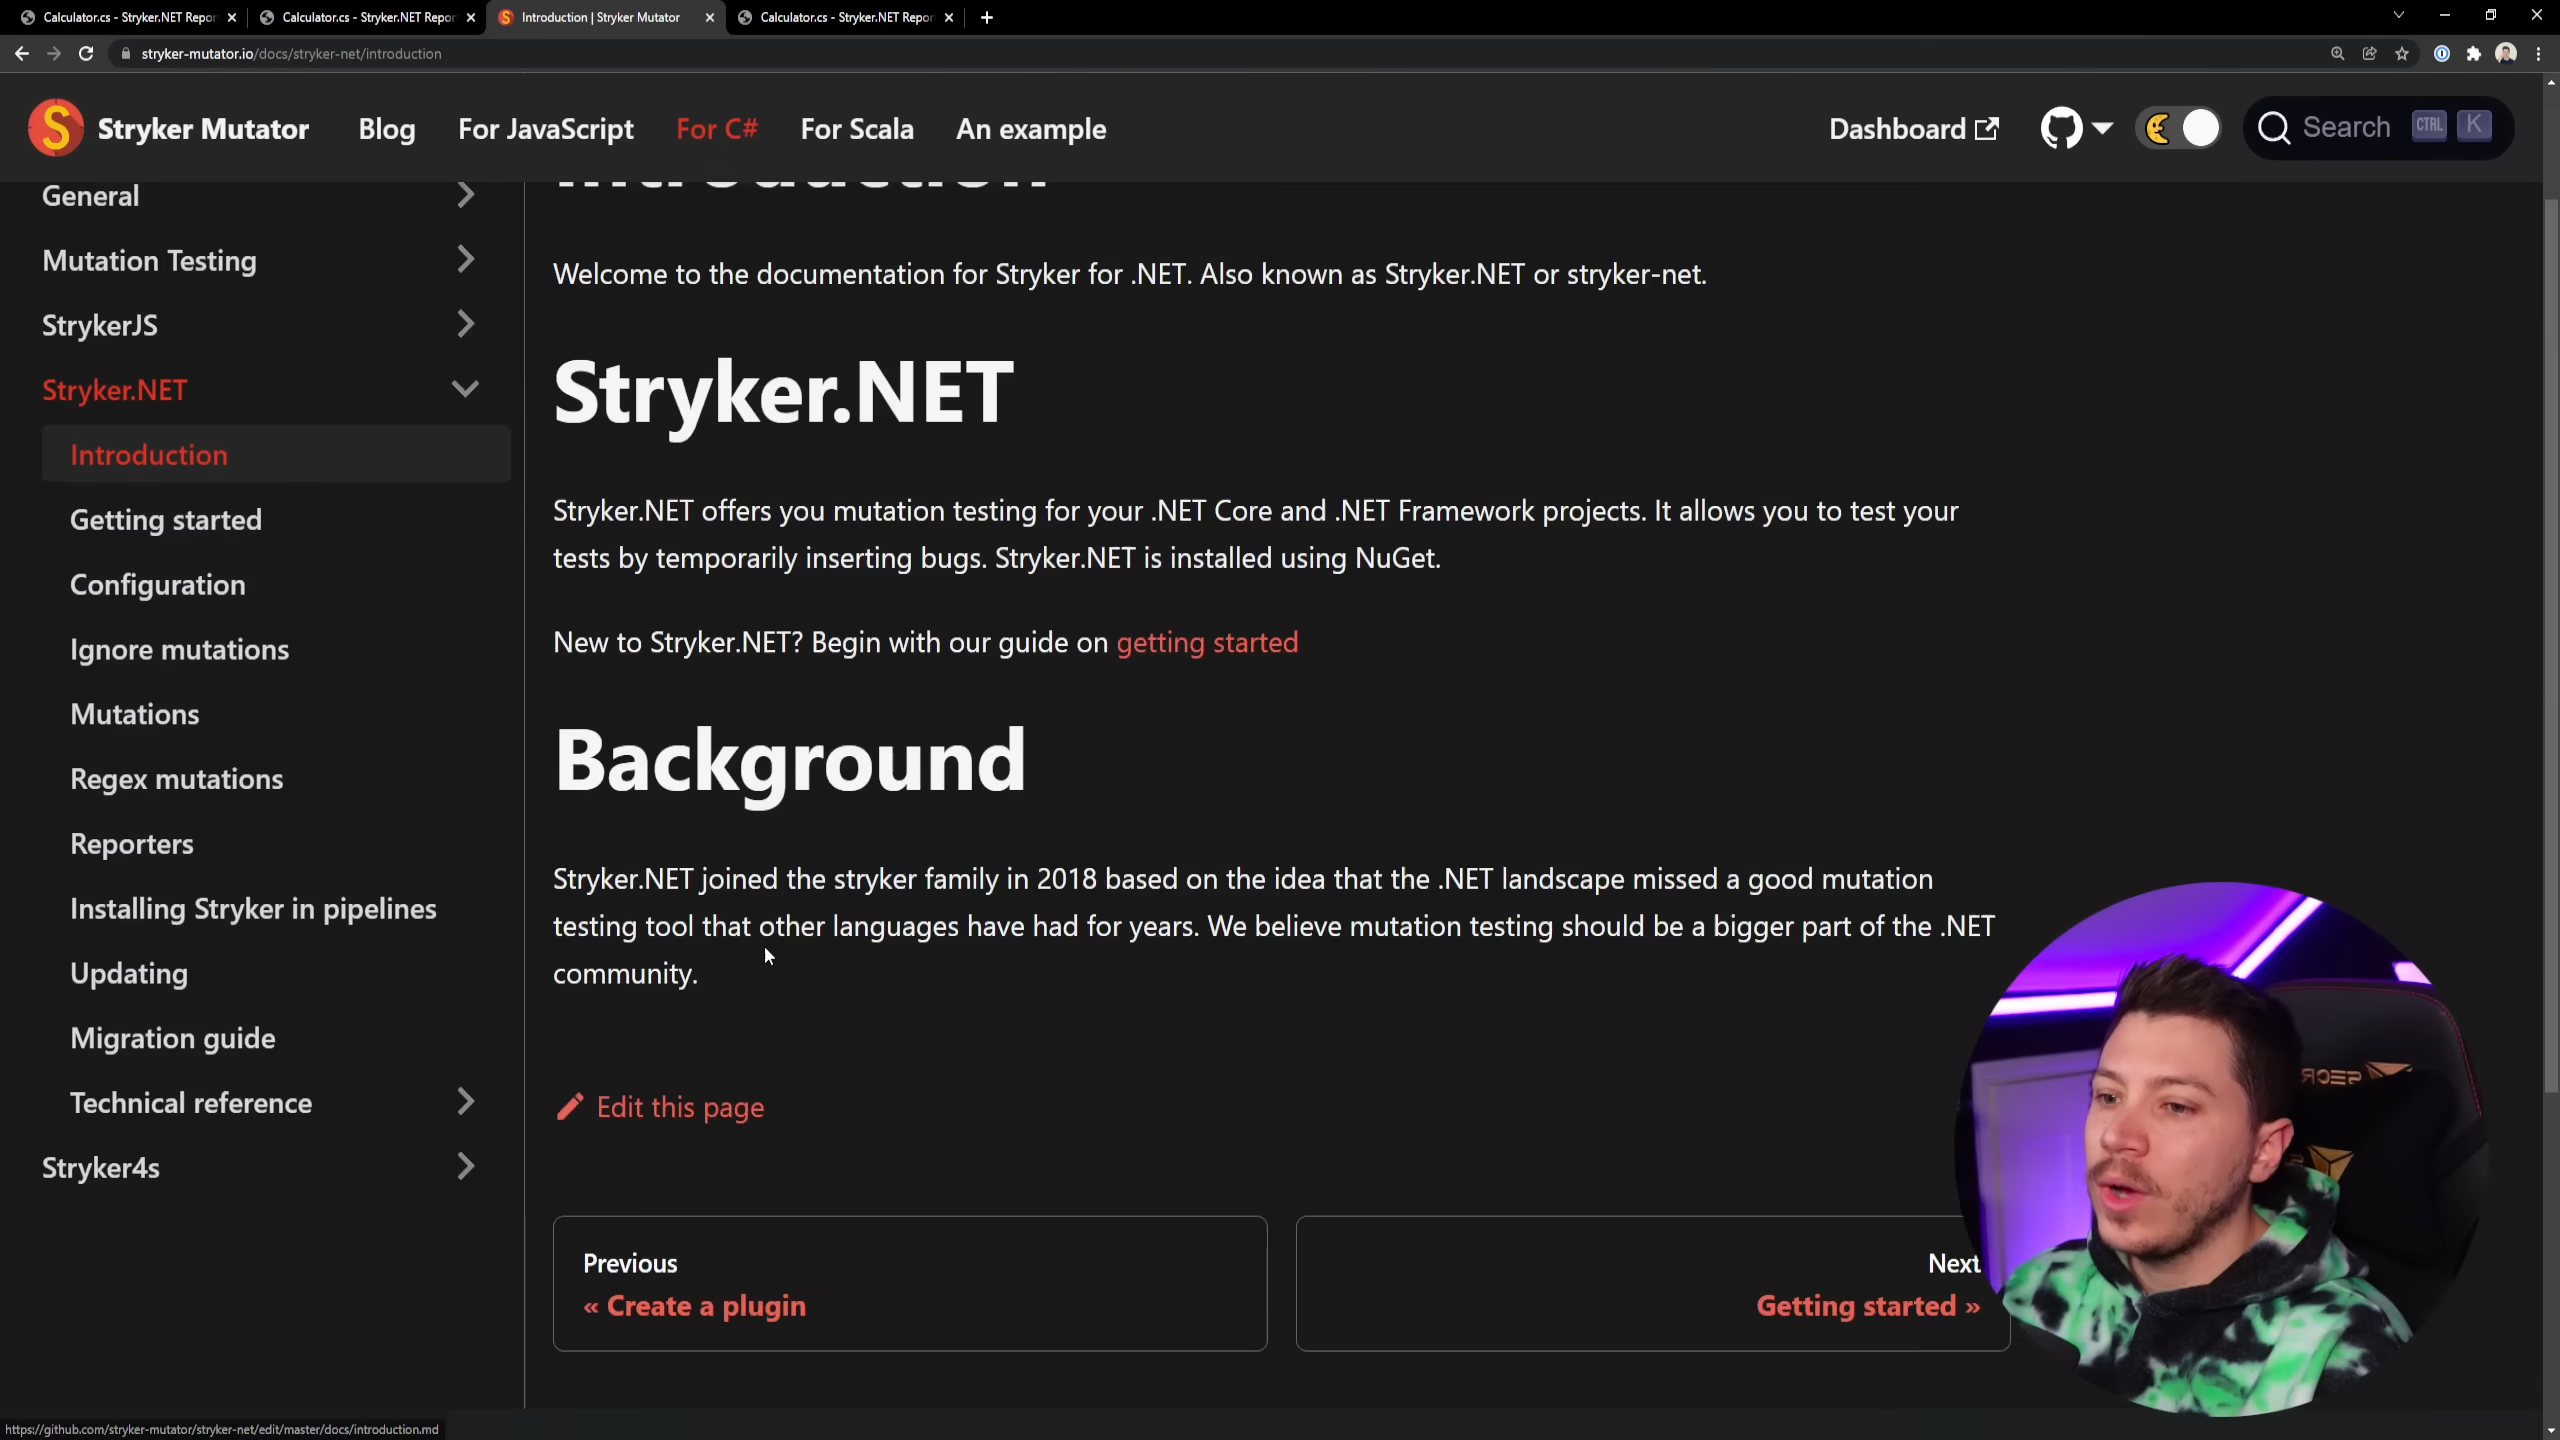 Calculator.cs - Stryker.NET Repor
Calculator.cs - Stryker.NET Repor
Introduction | Stryker Mutator
Calculator.cs - Stryker.NET Repor
stryker-mutator.io/docs/stryker-net/introduction
Stryker Mutator
Blog
For JavaScript
For C#
For Scala
An example
Dashboard
Search
CTRL
K
General
Mutation Testing
StrykerJS
Stryker.NET
Introduction
Getting started
Configuration
Ignore mutations
Mutations
Regex mutations
Reporters
Installing Stryker in pipelines
Updating
Migration guide
Technical reference
Stryker4s
Introduction
Welcome to the documentation for Stryker for .NET. Also known as Stryker.NET or stryker-net.
Stryker.NET
Stryker.NET offers you mutation testing for your .NET Core and .NET Framework projects. It allows you to test your
tests by temporarily inserting bugs. Stryker.NET is installed using NuGet.
New to Stryker.NET? Begin with our guide on getting started
Background
Stryker.NET joined the stryker family in 2018 based on the idea that the .NET landscape missed a good mutation
testing tool that other languages have had for years. We believe mutation testing should be a bigger part of the .NET
community.
Edit this page
Previous
« Create a plugin
Next
Getting started »
https://github.com/stryker-mutator/stryker-net/edit/master/docs/introduction.md